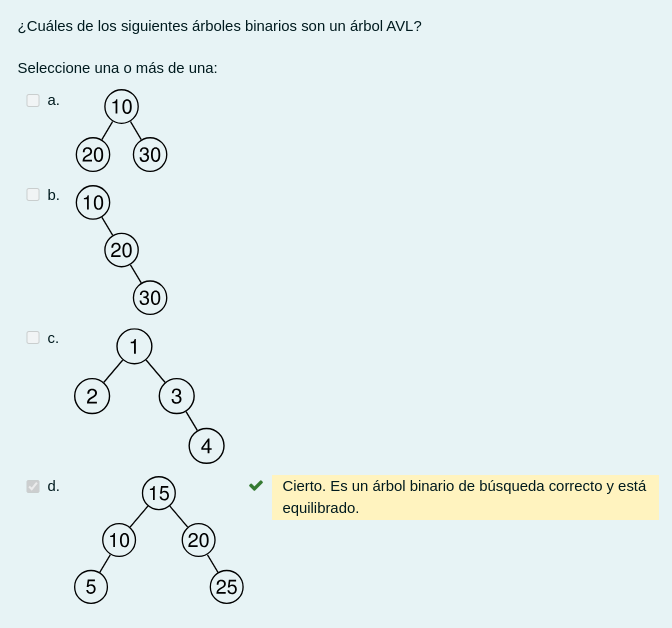 ¿Cuáles de los siguientes árboles binarios son un árbol AVL?
Seleccione una o más de una:
a.
10
20 30
b.
10
20
30
c.
1
2 3
4
d.
15
10 20
5 25
Cierto. Es un árbol binario de búsqueda correcto y está
equilibrado.